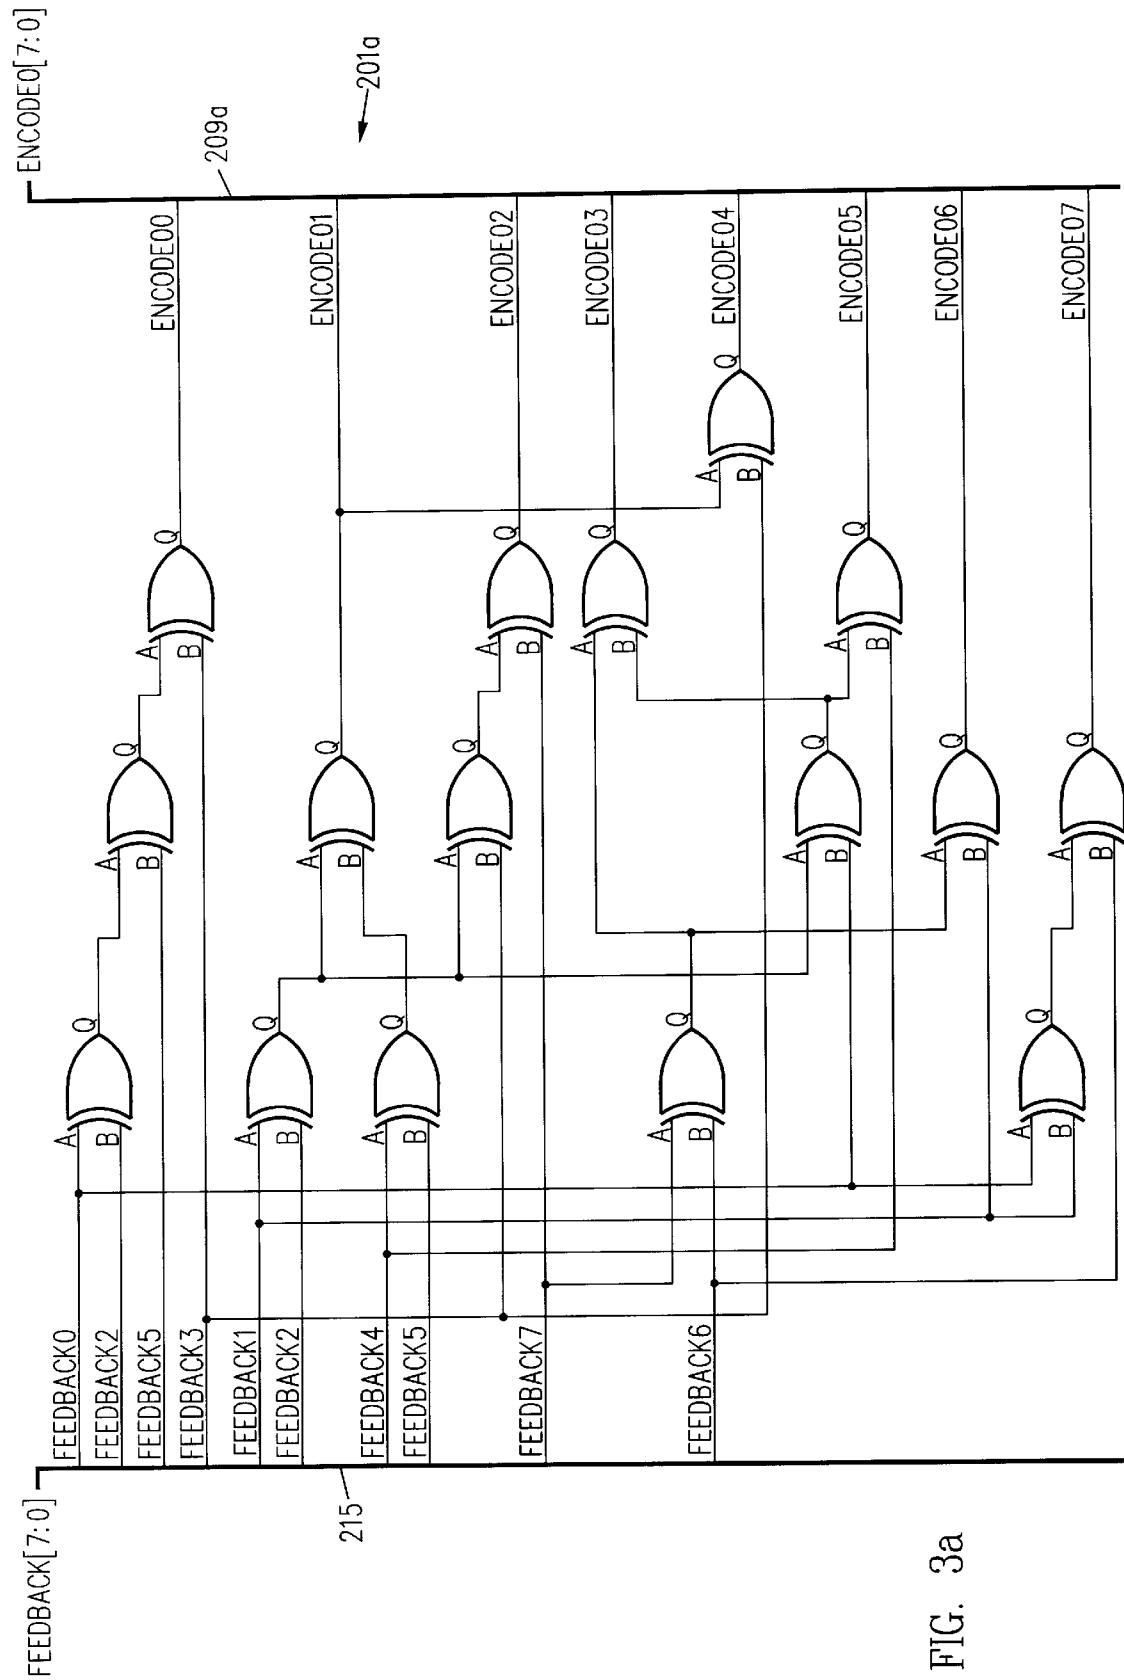 FEEDBACK[7:0]
ENCODE0[7:0]
FEEDBACK0
FEEDBACK2
FEEDBACK5
FEEDBACK3
FEEDBACK1
FEEDBACK2
FEEDBACK4
FEEDBACK5
FEEDBACK7
FEEDBACK6
215
A
B
Q
A
B
Q
A
B
Q
A
B
Q
A
B
Q
A
B
Q
A
B
Q
A
B
Q
A
B
Q
A
B
Q
A
B
Q
A
B
Q
A
B
Q
A
B
Q
A
B
Q
ENCODE00
ENCODE01
ENCODE02
ENCODE03
ENCODE04
ENCODE05
ENCODE06
ENCODE07
209a
201a
FIG. 3a